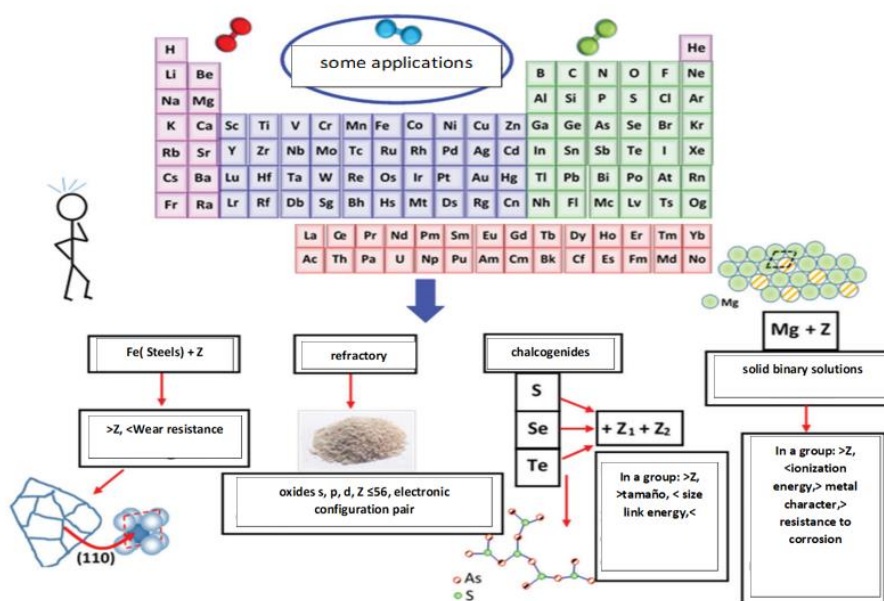 some applications
H He
Li Be B C N O F Ne
Na Mg Al Si P S Cl Ar
K Ca Sc Ti V Cr Mn Fe Co Ni Cu Zn Ga Ge As Se Br Kr
Rb Sr Y Zr Nb Mo Tc Ru Rh Pd Ag Cd In Sn Sb Te I Xe
Cs Ba Lu Hf Ta W Re Os Ir Pt Au Hg Tl Pb Bi Po At Rn
Fr Ra Lr Rf Db Sg Bh Hs Mt Ds Rg Cn Nh Fl Mc Lv Ts Og
La Ce Pr Nd Pm Sm Eu Gd Tb Dy Ho Er Tm Yb
Ac Th Pa U Np Pu Am Cm Bk Cf Es Fm Md No
Mg
Fe( Steels) + Z
>Z, <Wear resistance
(110)
refractory
oxides s, p, d, Z ≤56, electronic
configuration pair
chalcogenides
S
Se
Te
+ Z1 + Z2
In a group: >Z,
>tamaño, < size
link energy,<
As
S
Mg + Z
solid binary solutions
In a group: >Z,
<ionization
energy,> metal
character,>
resistance to
corrosion